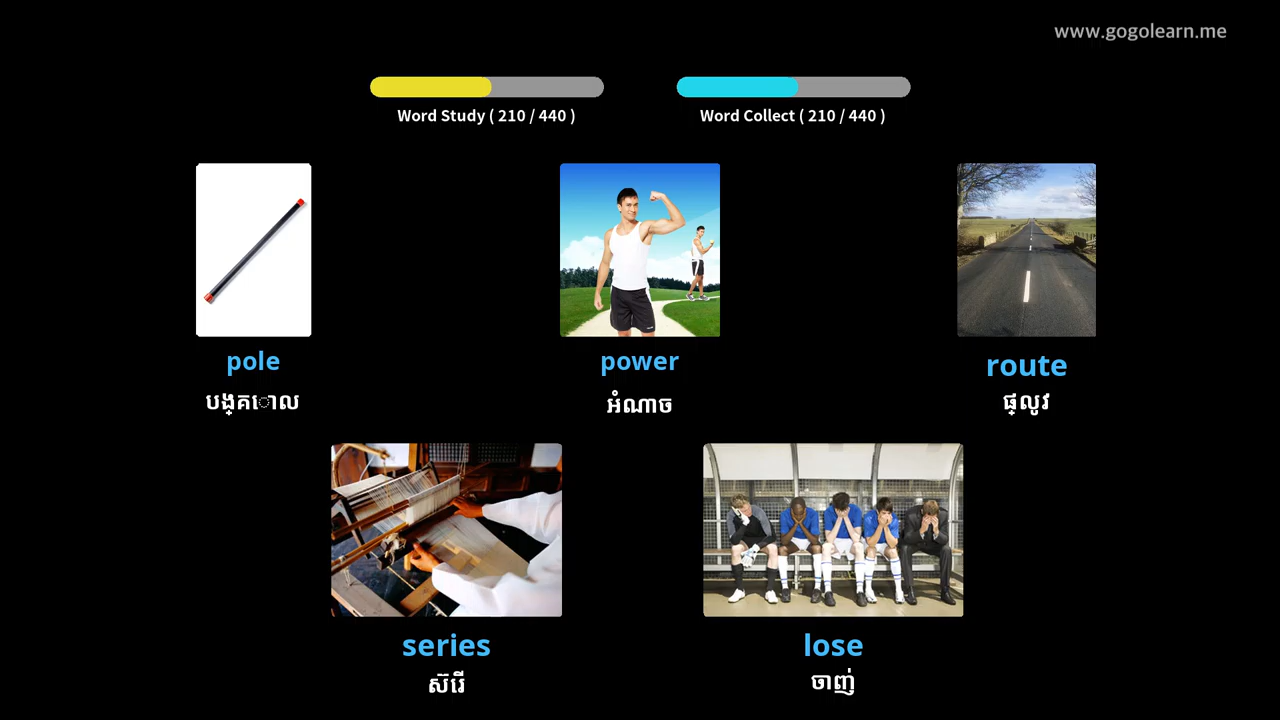 www.gogolearn.me
Word Study ( 210 / 440 )
Word Collect ( 210 / 440 )
pole
power
route
បង្គោល
អំណាច
ផ្លូវ
series
lose
ស៊រើ
ចាញ់